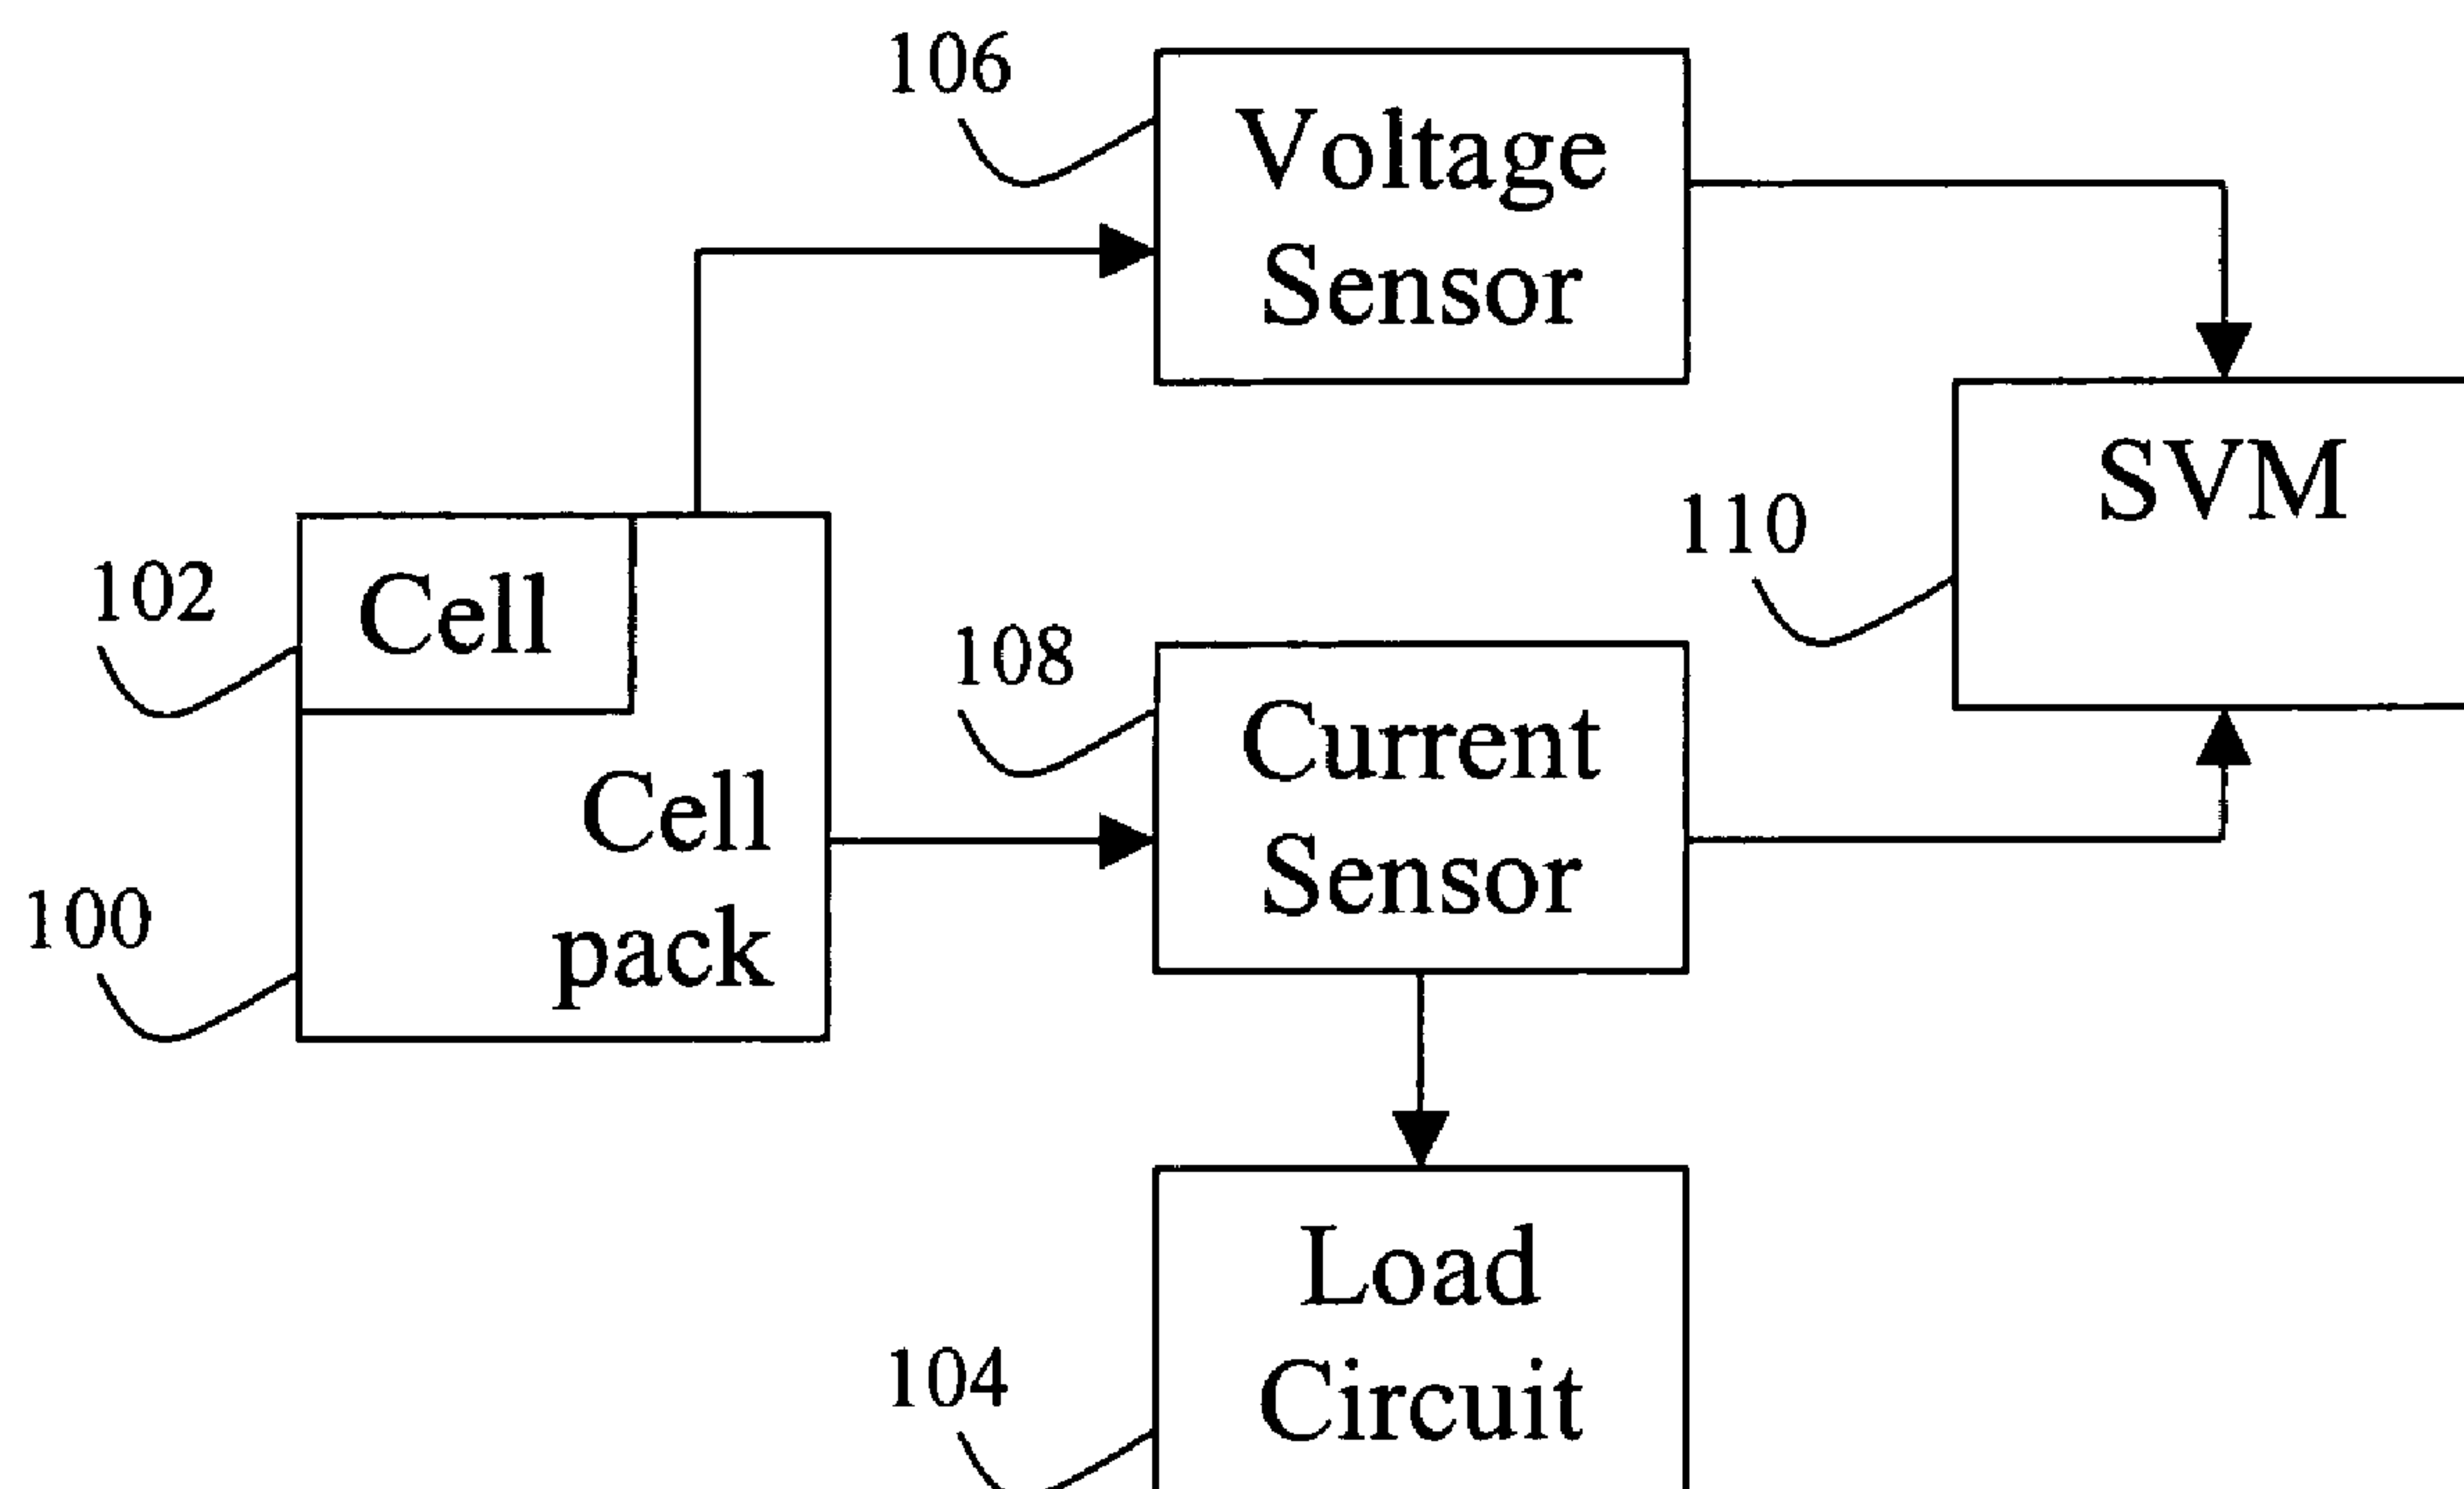 106
Voltage
Sensor
SVM
110
102
Cell
108
Current
Sensor
Cell
pack
100
Load
Circuit
104